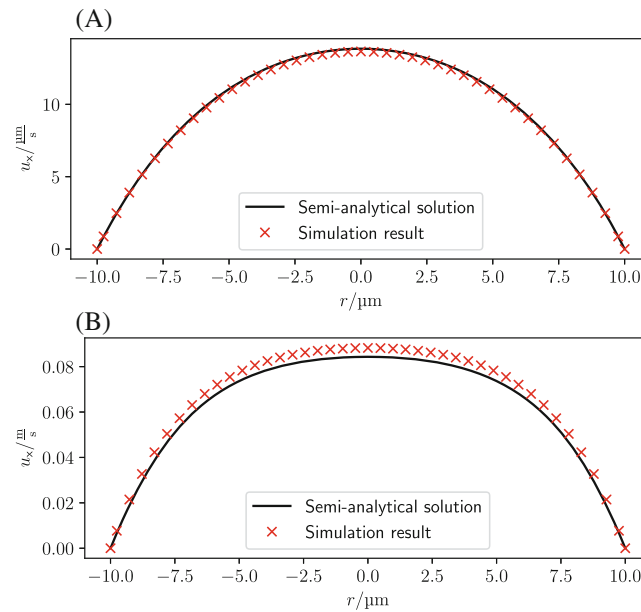 (A)
10
5
0
u_x/µm/s
Semi-analytical solution
Simulation result
−10.0 −7.5 −5.0 −2.5 0.0 2.5 5.0 7.5 10.0
r/µm
(B)
0.08
0.06
0.04
0.02
0.00
u_x/m/s
Semi-analytical solution
Simulation result
−10.0 −7.5 −5.0 −2.5 0.0 2.5 5.0 7.5 10.0
r/µm